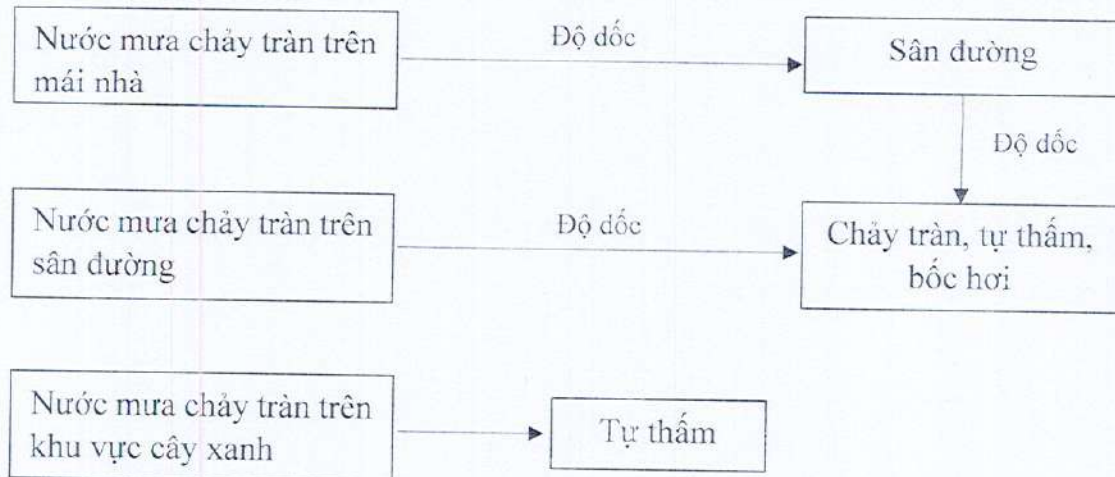 Nước mưa chảy tràn trên
mái nhà
Độ dốc
Sân đường
Độ dốc
Nước mưa chảy tràn trên
sân đường
Độ dốc
Chảy tràn, tự thấm,
bốc hơi
Nước mưa chảy tràn trên
khu vực cây xanh
Tự thấm